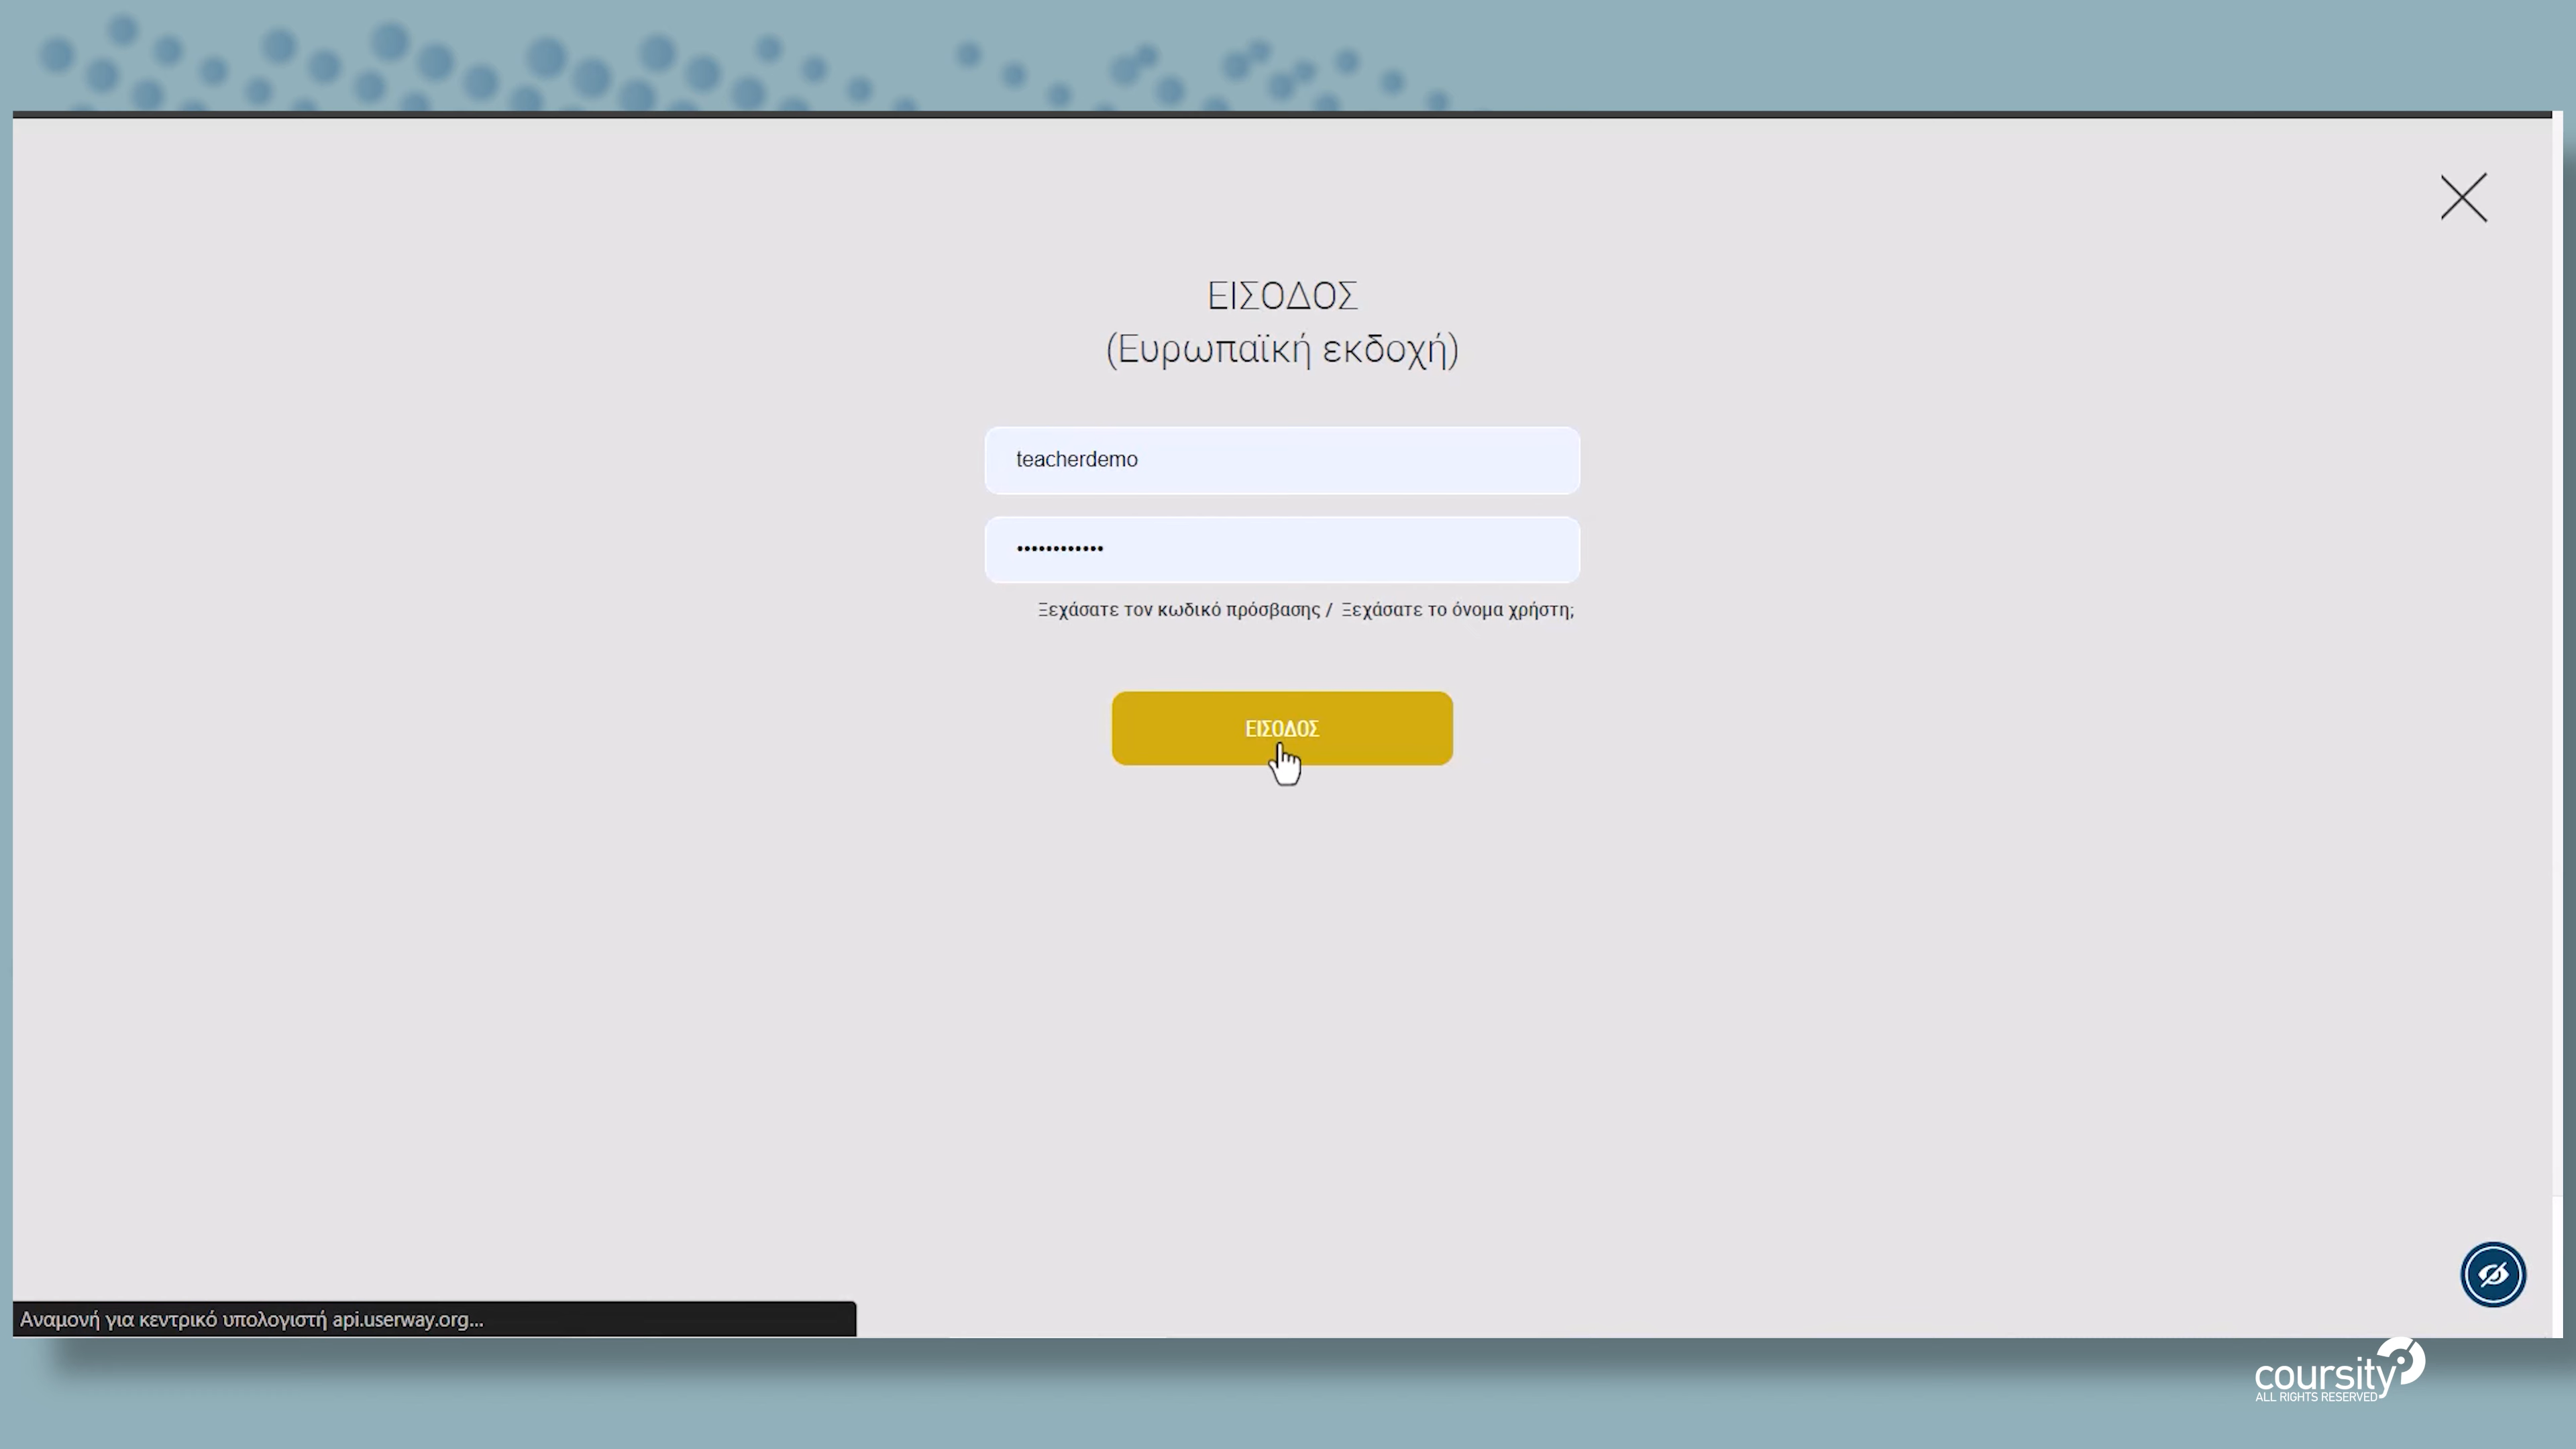 ΕΙΣΟΔΟΣ
(Ευρωπαϊκή εκδοχή)
teacherdemo
••••••••••••
Ξεχάσατε τον κωδικό πρόσβασης / Ξεχάσατε το όνομα χρήστη;
ΕΙΣΟΔΟΣ
Αναμονή για κεντρικό υπολογιστή api.userway.org...
coursity
ALL RIGHTS RESERVED